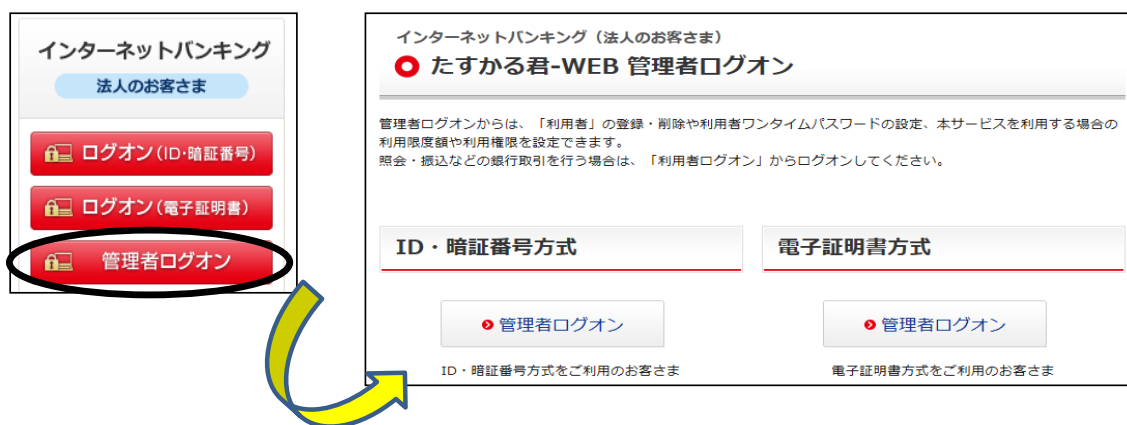 インターネットバンキング
法人のお客さま
ログオン(ID・暗証番号)
ログオン(電子証明書)
管理者ログオン
インターネットバンキング(法人のお客さま)
たすかる君-WEB 管理者ログオン
管理者ログオンからは、「利用者」の登録・削除や利用者ワンタイムパスワードの設定、本サービスを利用する場合の
利用限度額や利用権限を設定できます。
照会・振込などの銀行取引を行う場合は、「利用者ログオン」からログオンしてください。
ID・暗証番号方式
管理者ログオン
ID・暗証番号方式をご利用のお客さま
電子証明書方式
管理者ログオン
電子証明書方式をご利用のお客さま